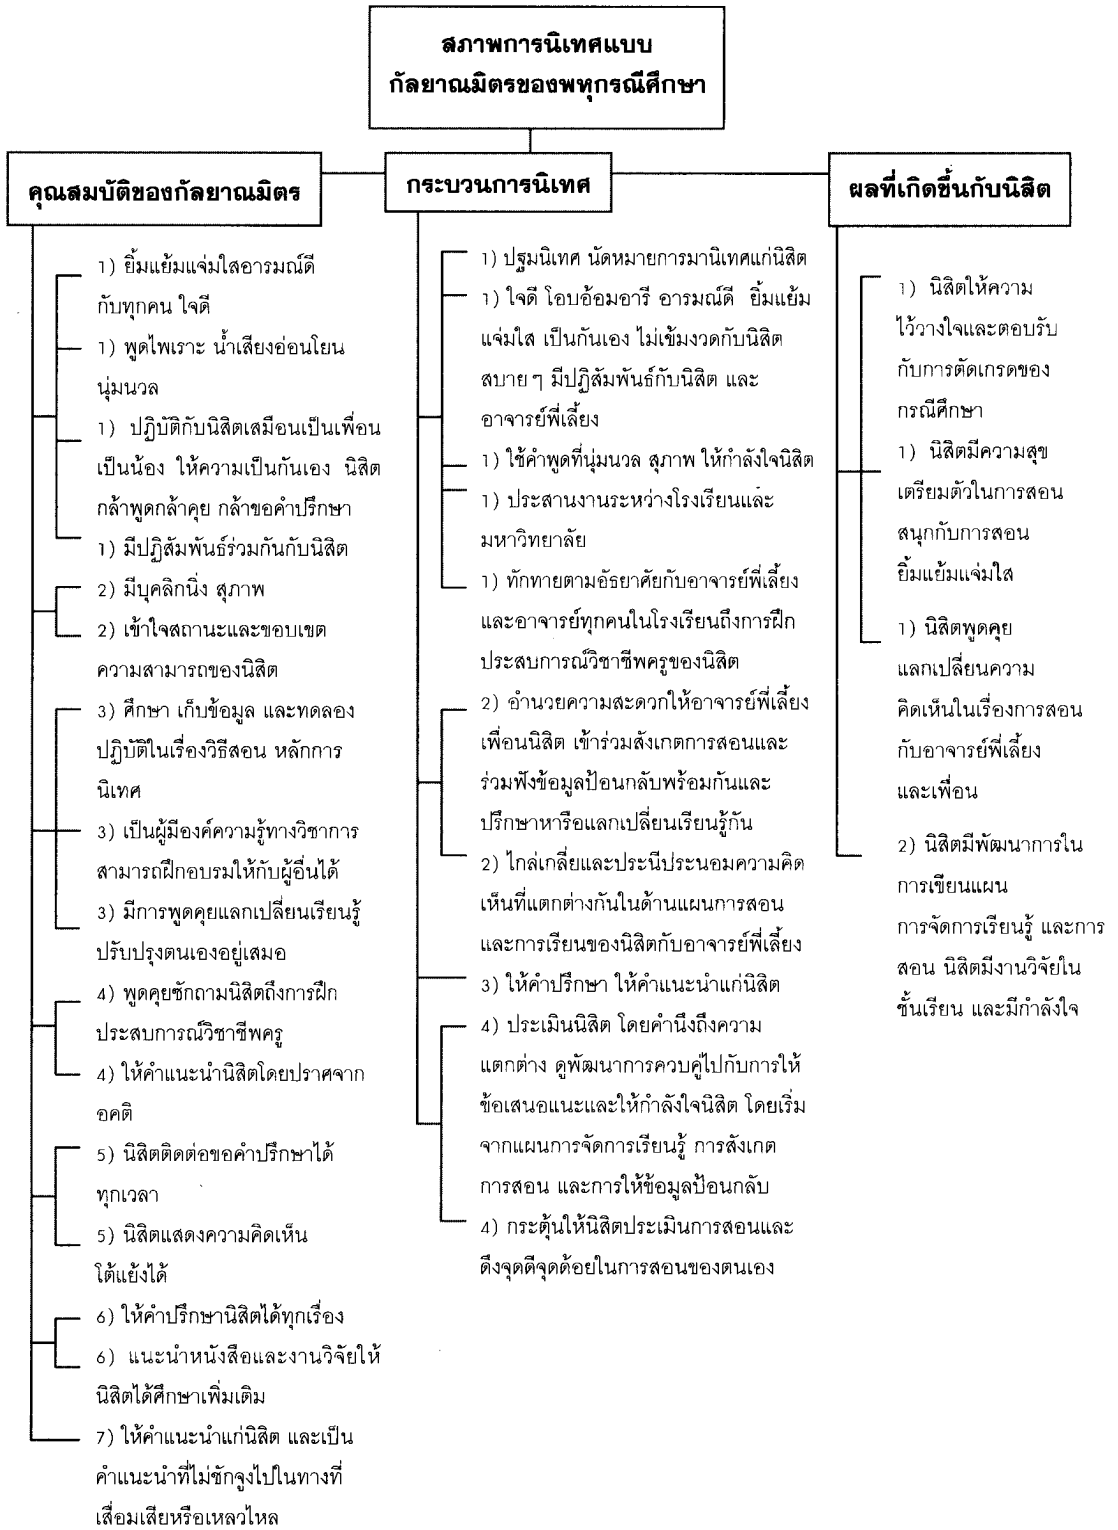 สภาพการนิเทศแบบ
กัลยาณมิตรของพหุกรณีศึกษา
คุณสมบัติของกัลยาณมิตร
1) ยิ้มแย้มแจ่มใสอารมณ์ดี
กับทุกคน ใจดี
1) พูดไพเราะ น้ำเสียงอ่อนโยน
นุ่มนวล
1) ปฏิบัติกับนิสิตเสมือนเป็นเพื่อน
เป็นน้อง ให้ความเป็นกันเอง นิสิต
กล้าพูดกล้าคุย กล้าขอคำปรึกษา
1) มีปฏิสัมพันธ์ร่วมกันกับนิสิต
2) มีบุคลิกนิ่ง สุภาพ
2) เข้าใจสถานะและขอบเขต
ความสามารถของนิสิต
3) ศึกษา เก็บข้อมูล และทดลอง
ปฏิบัติในเรื่องวิธีสอน หลักการ
นิเทศ
3) เป็นผู้มีองค์ความรู้ทางวิชาการ
สามารถฝึกอบรมให้กับผู้อื่นได้
3) มีการพูดคุยแลกเปลี่ยนเรียนรู้
ปรับปรุงตนเองอยู่เสมอ
4) พูดคุยซักถามนิสิตถึงการฝึก
ประสบการณ์วิชาชีพครู
4) ให้คำแนะนำนิสิตโดยปราศจาก
อคติ
5) นิสิตติดต่อขอคำปรึกษาได้
ทุกเวลา
5) นิสิตแสดงความคิดเห็น
โต้แย้งได้
6) ให้คำปรึกษานิสิตได้ทุกเรื่อง
6) แนะนำหนังสือและงานวิจัยให้
นิสิตได้ศึกษาเพิ่มเติม
7) ให้คำแนะนำแก่นิสิต และเป็น
คำแนะนำที่ไม่ชักจูงไปในทางที่
เสื่อมเสียหรือเหลวไหล
กระบวนการนิเทศ
1) ปฐมนิเทศ นัดหมายการมานิเทศแก่นิสิต
1) ใจดี โอบอ้อมอารี อารมณ์ดี ยิ้มแย้ม
แจ่มใส เป็นกันเอง ไม่เข้มงวดกับนิสิต
สบาย ๆ มีปฏิสัมพันธ์กับนิสิต และ
อาจารย์พี่เลี้ยง
1) ใช้คำพูดที่นุ่มนวล สุภาพ ให้กำลังใจนิสิต
1) ประสานงานระหว่างโรงเรียนและ
มหาวิทยาลัย
1) ทักทายตามอัธยาศัยกับอาจารย์พี่เลี้ยง
และอาจารย์ทุกคนในโรงเรียนถึงการฝึก
ประสบการณ์วิชาชีพครูของนิสิต
2) อำนวยความสะดวกให้อาจารย์พี่เลี้ยง
เพื่อนนิสิต เข้าร่วมสังเกตการสอนและ
ร่วมฟังข้อมูลป้อนกลับพร้อมกันและ
ปรึกษาหารือแลกเปลี่ยนเรียนรู้กัน
2) ไกล่เกลี่ยและประนีประนอมความคิด
เห็นที่แตกต่างกันในด้านแผนการสอน
และการเรียนของนิสิตกับอาจารย์พี่เลี้ยง
3) ให้คำปรึกษา ให้คำแนะนำแก่นิสิต
4) ประเมินนิสิต โดยคำนึงถึงความ
แตกต่าง ดูพัฒนาการควบคู่ไปกับการให้
ข้อเสนอแนะและให้กำลังใจนิสิต โดยเริ่ม
จากแผนการจัดการเรียนรู้ การสังเกต
การสอน และการให้ข้อมูลป้อนกลับ
4) กระตุ้นให้นิสิตประเมินการสอนและ
ดึงจุดดีจุดด้อยในการสอนของตนเอง
ผลที่เกิดขึ้นกับนิสิต
1) นิสิตให้ความ
ไว้วางใจและตอบรับ
กับการตัดเกรดของ
กรณีศึกษา
1) นิสิตมีความสุข
เตรียมตัวในการสอน
สนุกกับการสอน
ยิ้มแย้มแจ่มใส
1) นิสิตพูดคุย
แลกเปลี่ยนความ
คิดเห็นในเรื่องการสอน
กับอาจารย์พี่เลี้ยง
และเพื่อน
2) นิสิตมีพัฒนาการใน
การเขียนแผน
การจัดการเรียนรู้ และการ
สอน นิสิตมีงานวิจัยใน
ชั้นเรียน และมีกำลังใจ